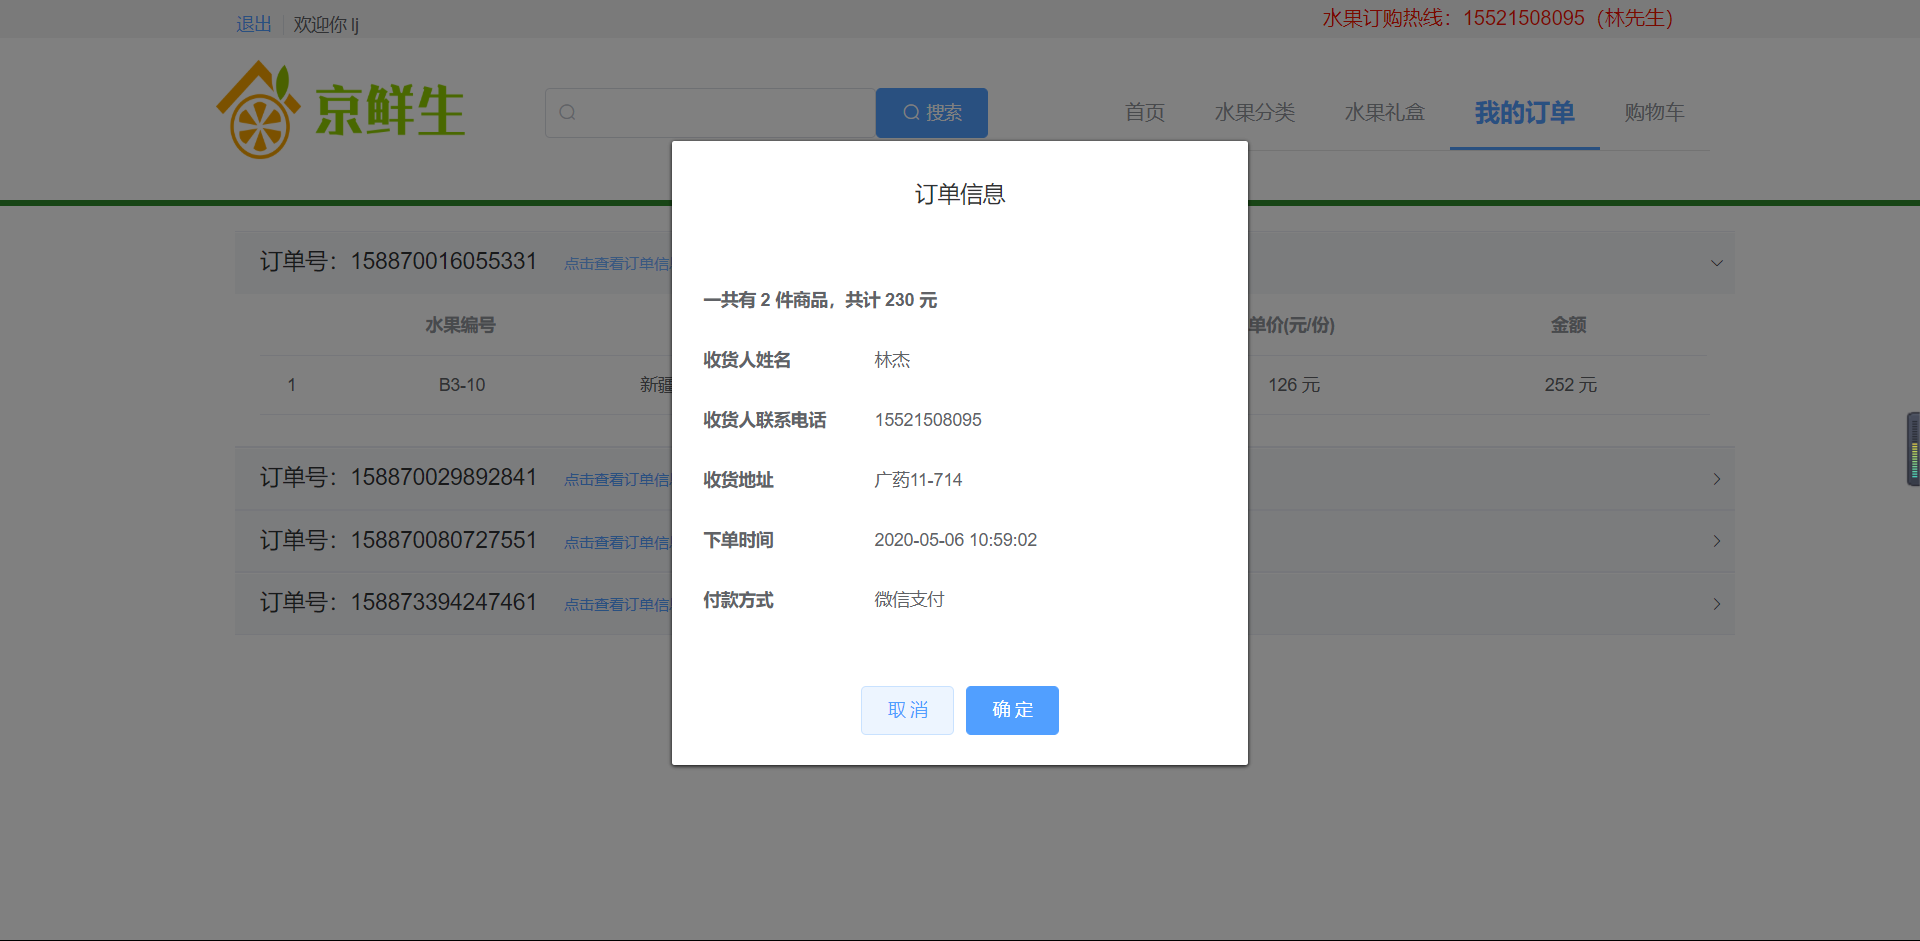 退出 欢迎你 lj
水果订购热线：15521508095（林先生）
京鲜生
搜索
首页 水果分类 水果礼盒 我的订单 购物车
订单信息
订单号：158870016055331 点击查看订单信
水果编号 单价(元/份) 金额
1 B3-10 新疆 126 元 252 元
订单号：158870029892841 点击查看订单信
订单号：158870080727551 点击查看订单信
订单号：158873394247461 点击查看订单信
一共有 2 件商品，共计 230 元
收货人姓名 林杰
收货人联系电话 15521508095
收货地址 广药11-714
下单时间 2020-05-06 10:59:02
付款方式 微信支付
取 消 确 定